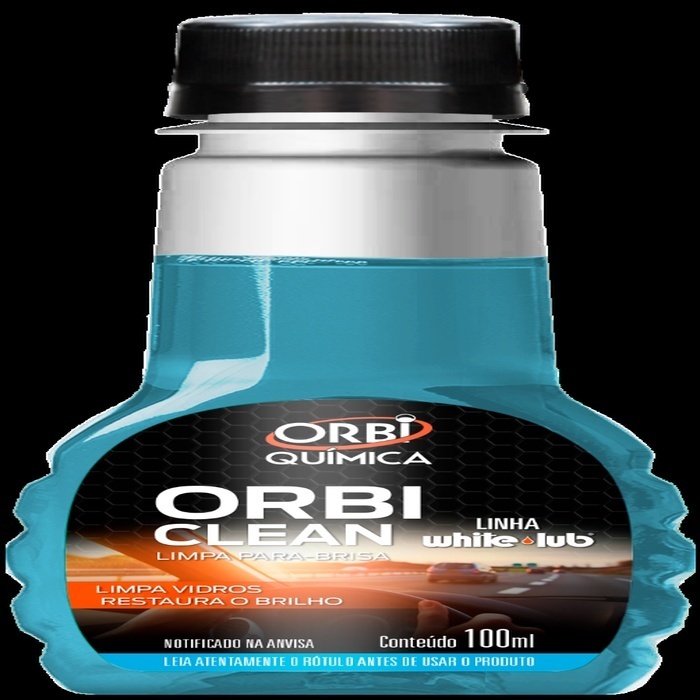 ORBI
QUÍMICA
ORBI
CLEAN
LIMPA PARA-BRISA
LINHA
white lub
LIMPA VIDROS
RESTAURA O BRILHO
NOTIFICADO NA ANVISA
Conteúdo 100ml
LEIA ATENTAMENTE O RÓTULO ANTES DE USAR O PRODUTO